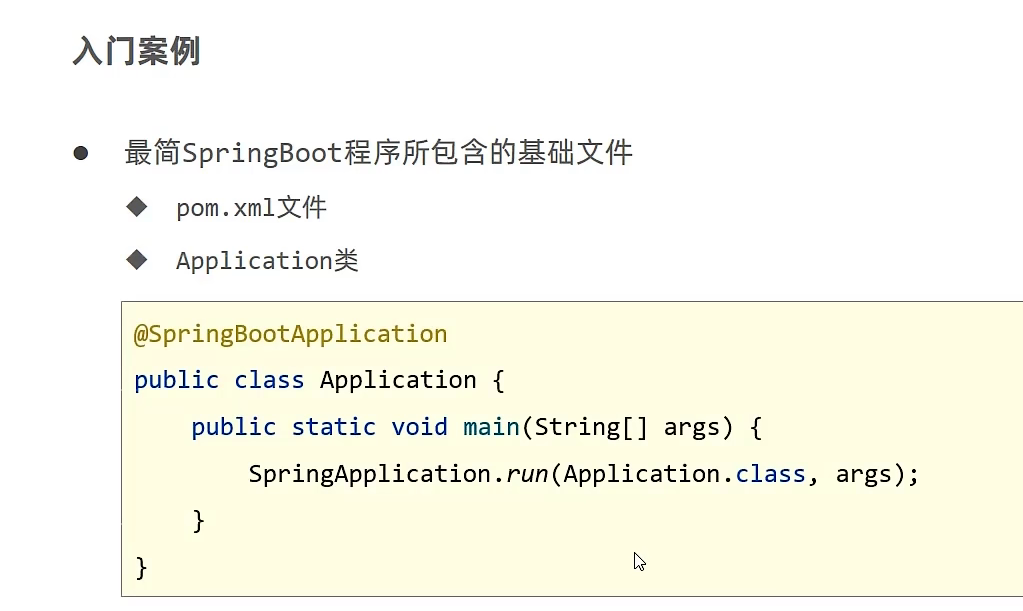 入门案例
最简SpringBoot程序所包含的基础文件
pom.xml文件
Application类
@SpringBootApplication
public class Application {
    public static void main(String[] args) {
        SpringApplication.run(Application.class, args);
    }
}